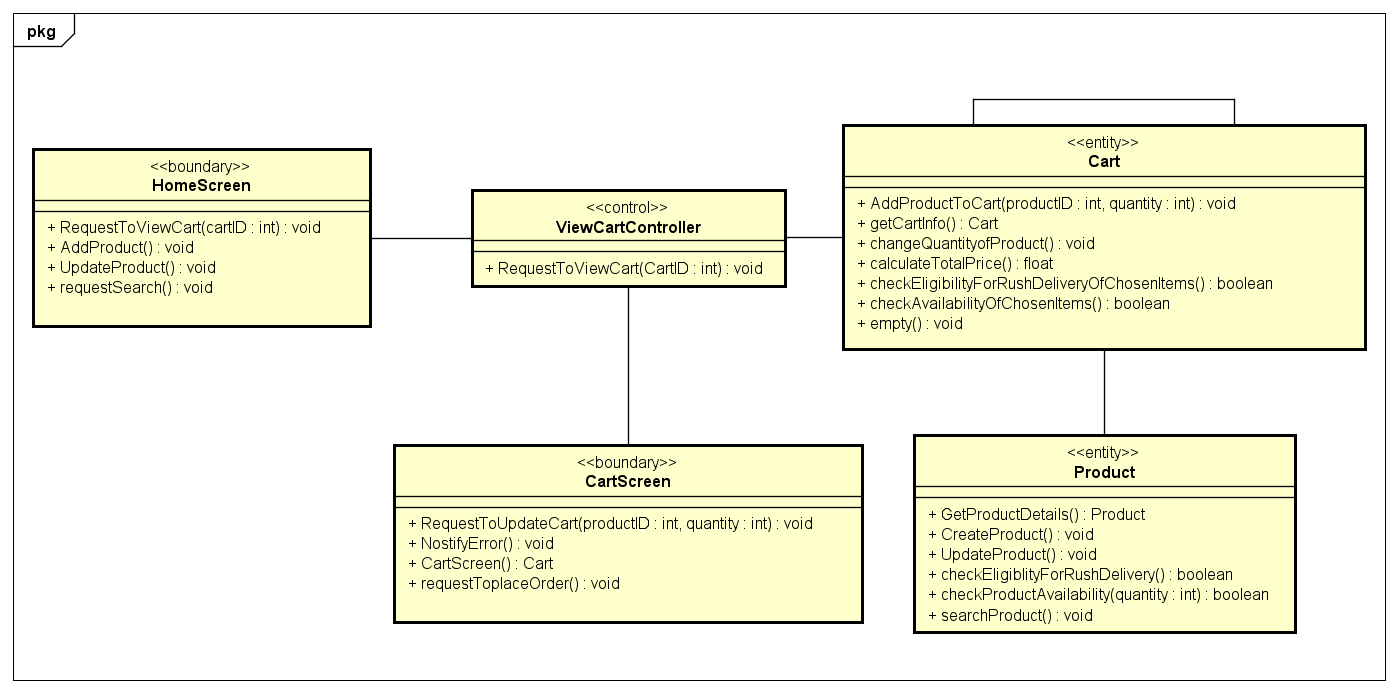 pkg
<<boundary>>
HomeScreen
+ RequestToViewCart(cartID : int) : void
+ AddProduct() : void
+ UpdateProduct() : void
+ requestSearch() : void
<<control>>
ViewCartController
+ RequestToViewCart(CartID : int) : void
<<entity>>
Cart
+ AddProductToCart(productID : int, quantity : int) : void
+ getCartInfo() : Cart
+ changeQuantityofProduct() : void
+ calculateTotalPrice() : float
+ checkEligibilityForRushDeliveryOfChosenItems() : boolean
+ checkAvailabilityOfChosenItems() : boolean
+ empty() : void
<<boundary>>
CartScreen
+ RequestToUpdateCart(productID : int, quantity : int) : void
+ NostifyError() : void
+ CartScreen() : Cart
+ requestToplaceOrder() : void
<<entity>>
Product
+ GetProductDetails() : Product
+ CreateProduct() : void
+ UpdateProduct() : void
+ checkEligiblityForRushDelivery() : boolean
+ checkProductAvailability(quantity : int) : boolean
+ searchProduct() : void